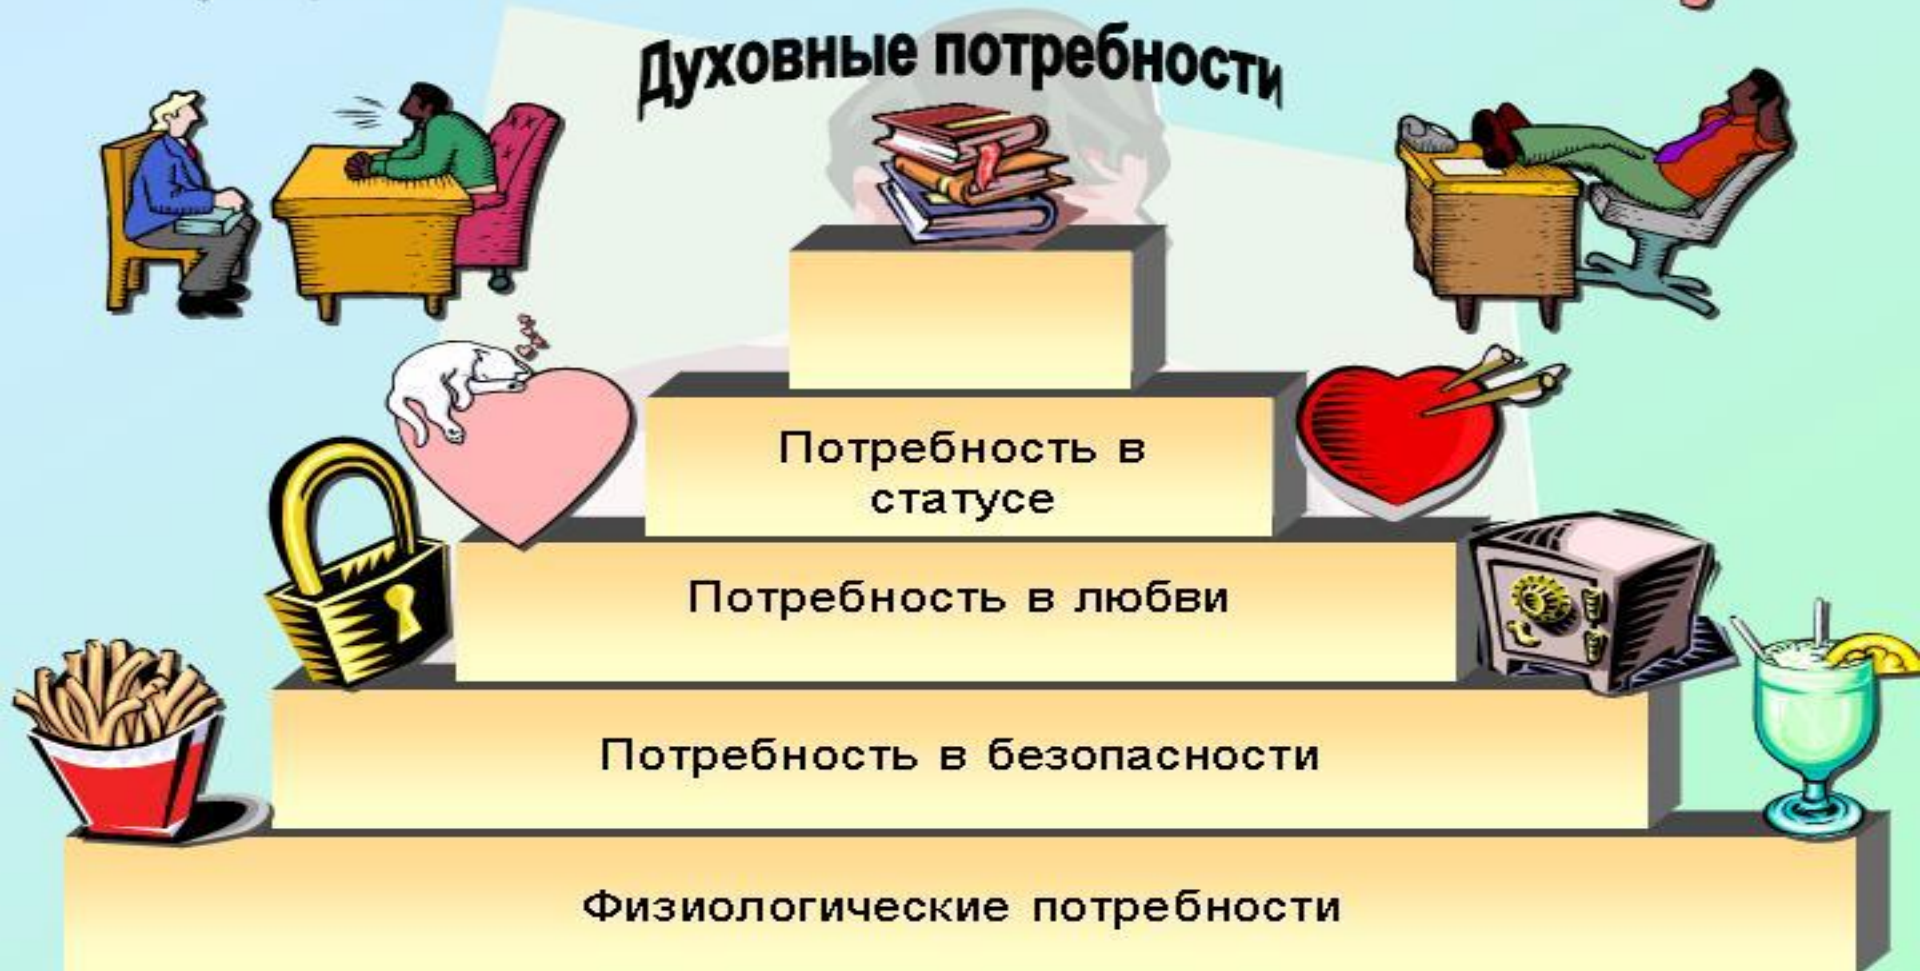 Духовные потребности
Потребность в
статусе
Потребность в любви
Потребность в безопасности
Физиологические потребности